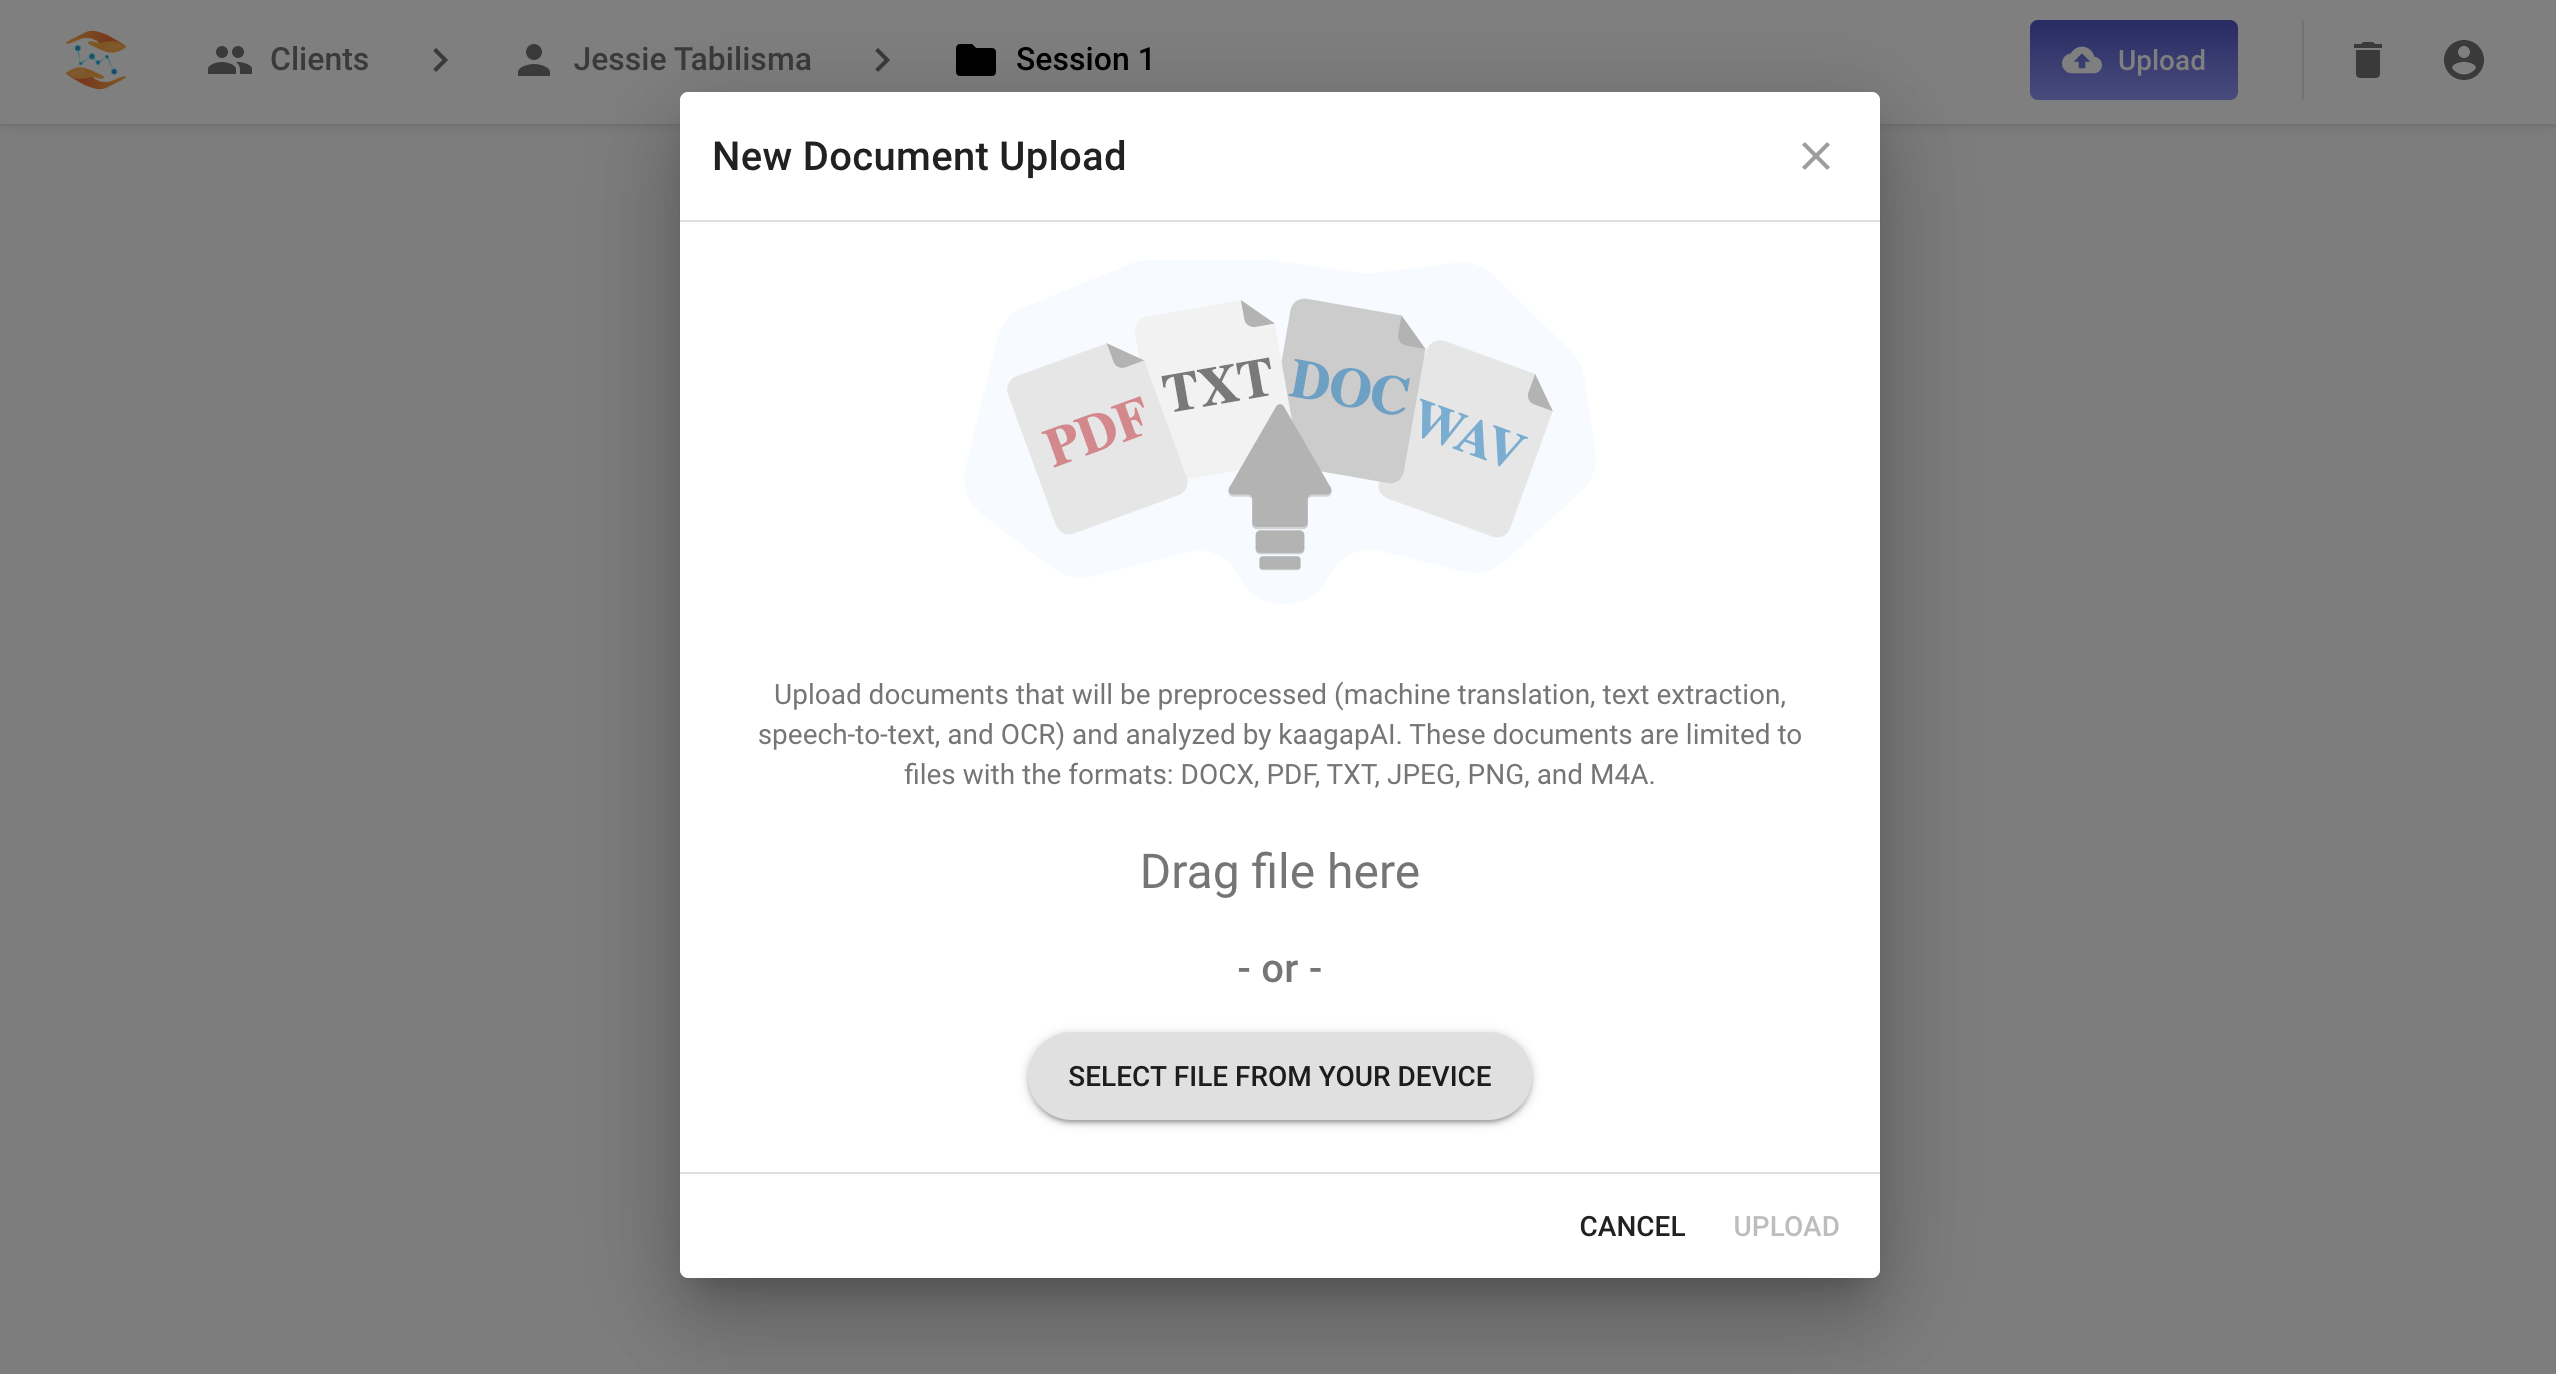 Clients
Jessie Tabilisma
Session 1
Upload
New Document Upload
PDF
TXT
DOC
WAV
Upload documents that will be preprocessed (machine translation, text extraction,
speech-to-text, and OCR) and analyzed by kaagapAI. These documents are limited to
files with the formats: DOCX, PDF, TXT, JPEG, PNG, and M4A.
Drag file here
- or -
SELECT FILE FROM YOUR DEVICE
CANCEL
UPLOAD